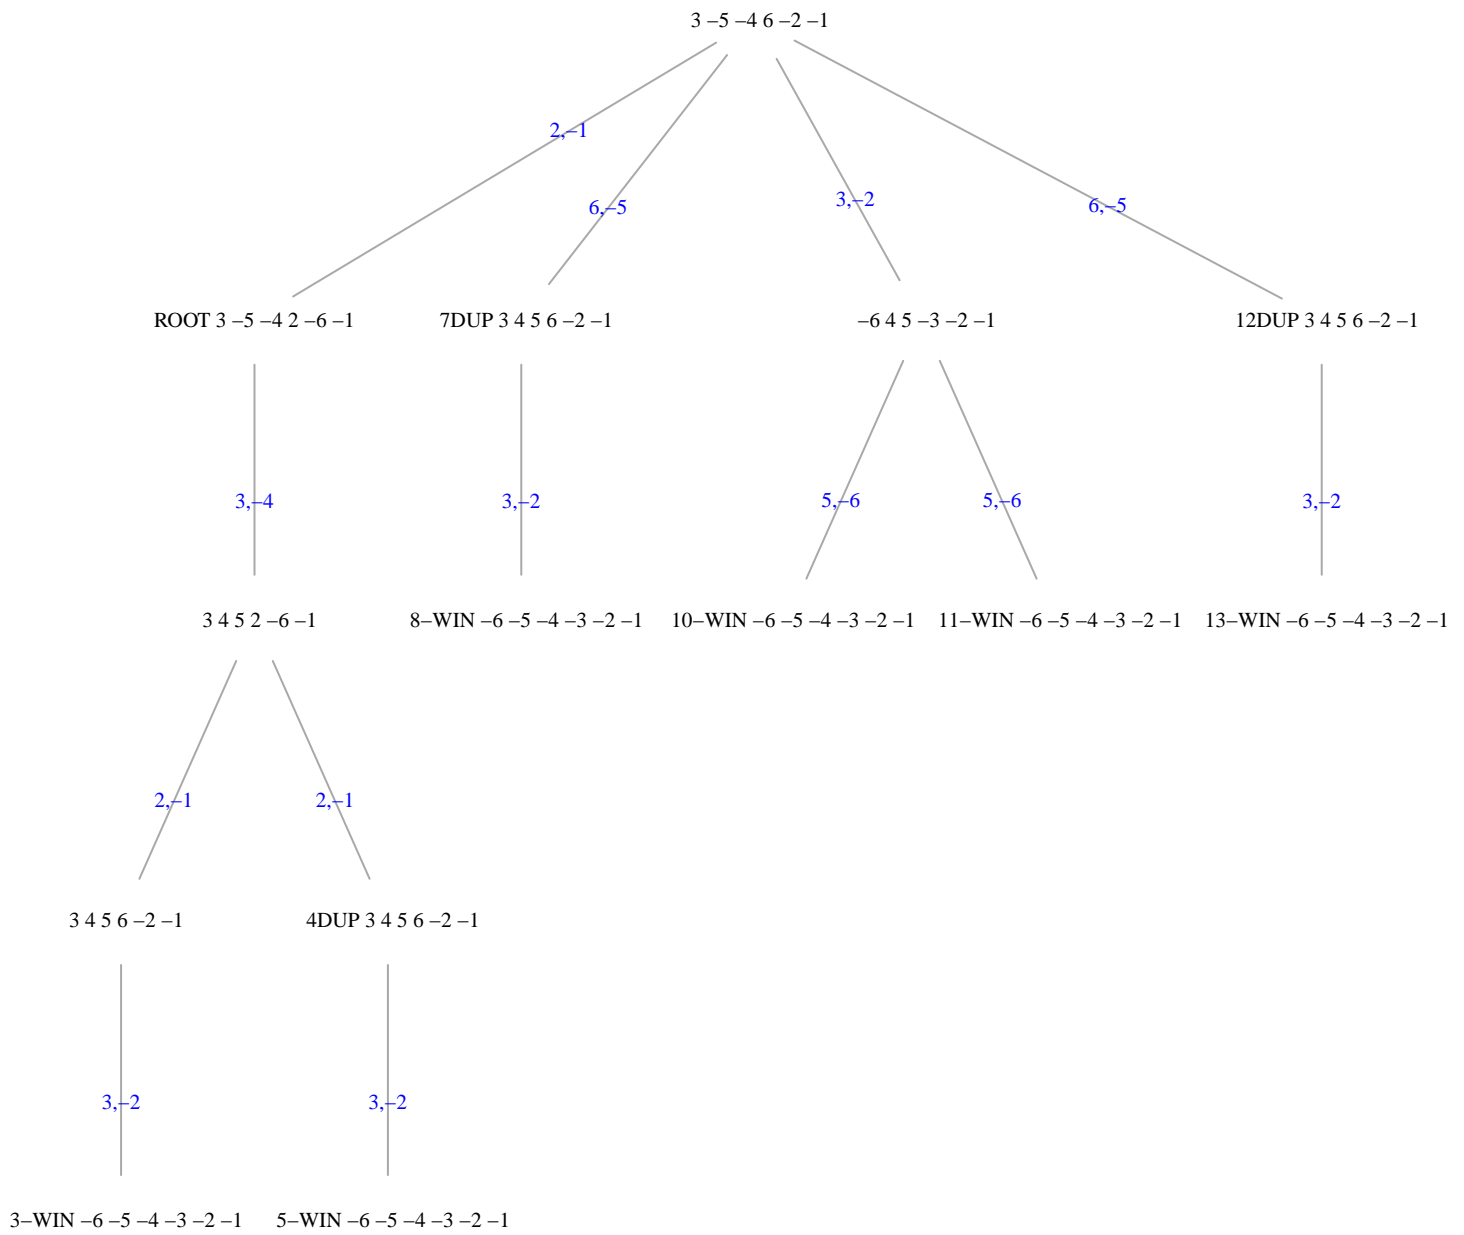 3 –5 –4 6 –2 –1
2,–1
6,–5
3,–2
6,–5
ROOT 3 –5 –4 2 –6 –1
7DUP 3 4 5 6 –2 –1
–6 4 5 –3 –2 –1
12DUP 3 4 5 6 –2 –1
3,–4
3,–2
5,–6
5,–6
3,–2
3 4 5 2 –6 –1
8–WIN –6 –5 –4 –3 –2 –1
10–WIN –6 –5 –4 –3 –2 –1
11–WIN –6 –5 –4 –3 –2 –1
13–WIN –6 –5 –4 –3 –2 –1
2,–1
2,–1
3 4 5 6 –2 –1
4DUP 3 4 5 6 –2 –1
3,–2
3,–2
3–WIN –6 –5 –4 –3 –2 –1
5–WIN –6 –5 –4 –3 –2 –1